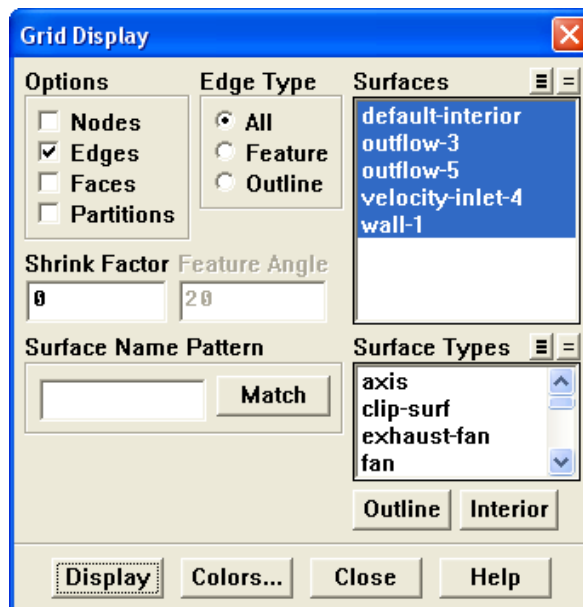 Grid Display
Options
Nodes
Edges
Faces
Partitions
Edge Type
All
Feature
Outline
Surfaces
default-interior
outflow-3
outflow-5
velocity-inlet-4
wall-1
Shrink Factor
0
Feature Angle
20
Surface Name Pattern
Match
Surface Types
axis
clip-surf
exhaust-fan
fan
Outline
Interior
Display
Colors...
Close
Help